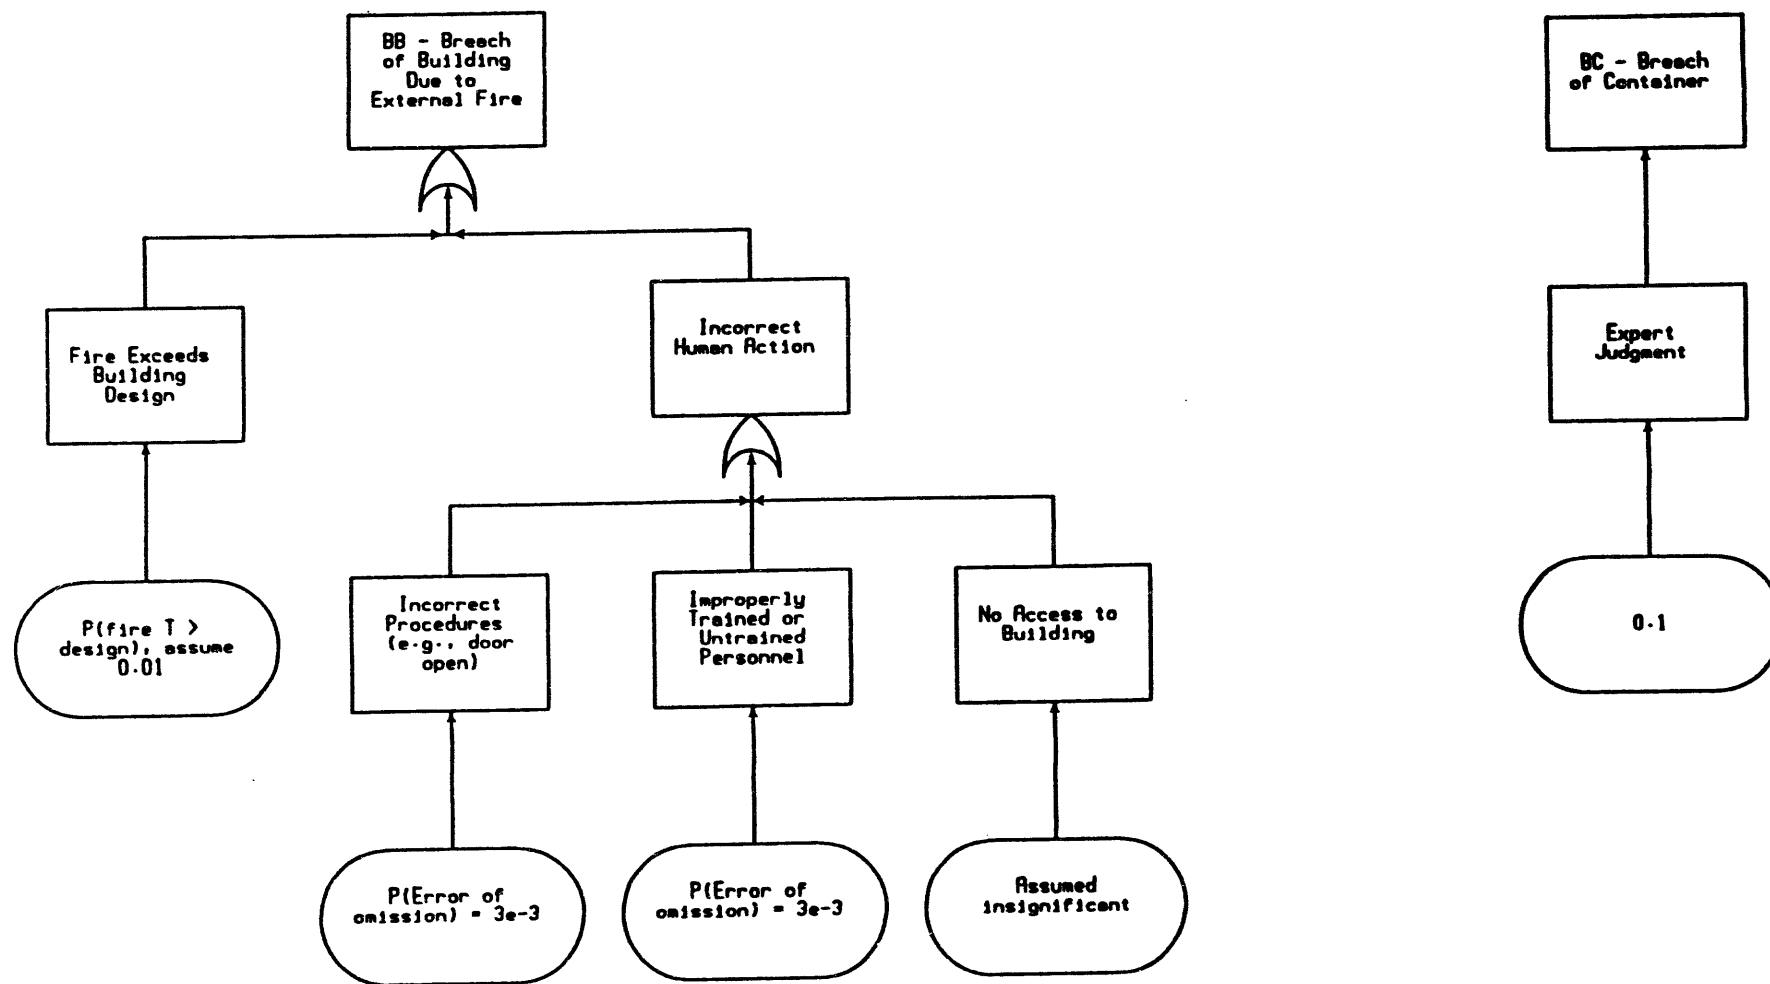 BB - Breach
of Building
Due to
External Fire
BC - Breach
of Container
Fire Exceeds
Building
Design
Incorrect
Human Action
Expert
Judgment
P(fire T >
design), assume
0.01
Incorrect
Procedures
(e.g., door
open)
Improperly
Trained or
Untrained
Personnel
No Access to
Building
0.1
P(Error of
omission) = 3e-3
P(Error of
omission) = 3e-3
Assumed
insignificant